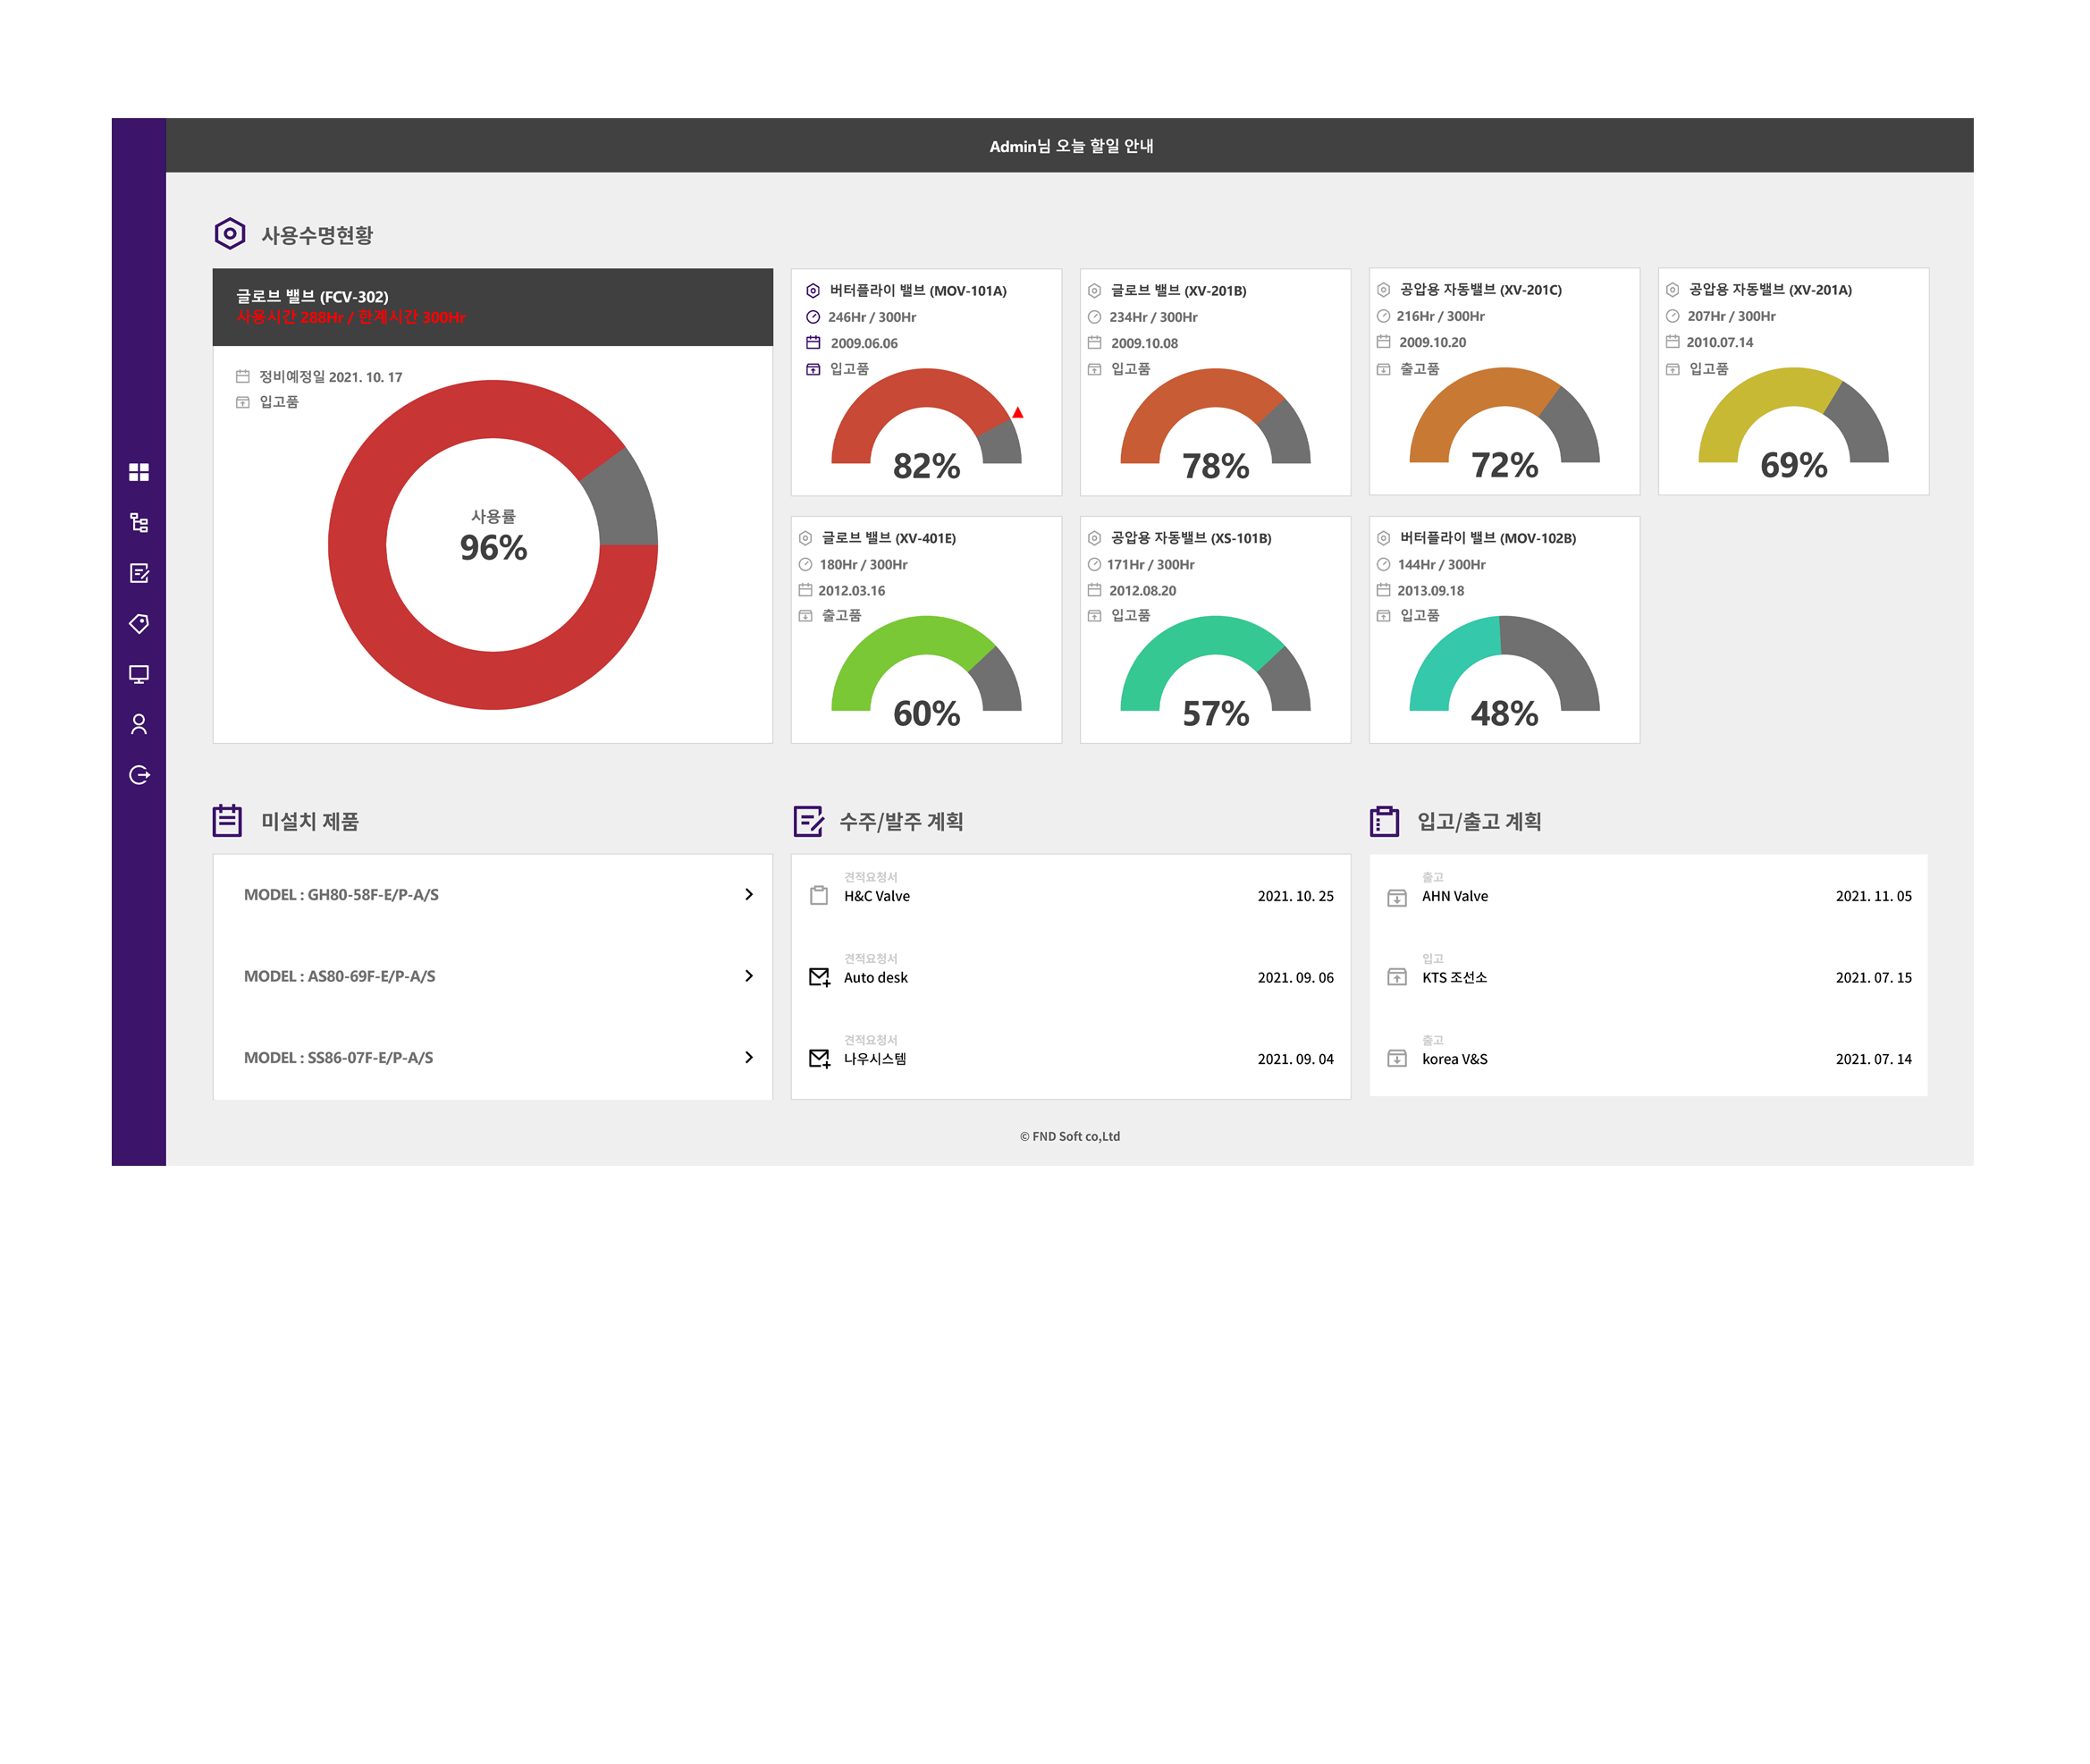 Admin님 오늘 할일 안내
사용수명현황
글로브 밸브 (FCV-302)
사용시간 288Hr / 한계시간 300Hr
정비예정일 2021. 10. 17
입고품
사용률
96%
버터플라이 밸브 (MOV-101A)
246Hr / 300Hr
2009.06.06
입고품
82%
글로브 밸브 (XV-201B)
234Hr / 300Hr
2009.10.08
입고품
78%
공압용 자동밸브 (XV-201C)
216Hr / 300Hr
2009.10.20
출고품
72%
공압용 자동밸브 (XV-201A)
207Hr / 300Hr
2010.07.14
입고품
69%
글로브 밸브 (XV-401E)
180Hr / 300Hr
2012.03.16
출고품
60%
공압용 자동밸브 (XS-101B)
171Hr / 300Hr
2012.08.20
입고품
57%
버터플라이 밸브 (MOV-102B)
144Hr / 300Hr
2013.09.18
입고품
48%
미설치 제품
MODEL : GH80-58F-E/P-A/S
MODEL : AS80-69F-E/P-A/S
MODEL : SS86-07F-E/P-A/S
수주/발주 계획
견적요청서
H&C Valve 2021. 10. 25
견적요청서
Auto desk 2021. 09. 06
견적요청서
나우시스템 2021. 09. 04
입고/출고 계획
출고
AHN Valve 2021. 11. 05
입고
KTS 조선소 2021. 07. 15
출고
korea V&S 2021. 07. 14
© FND Soft co,Ltd